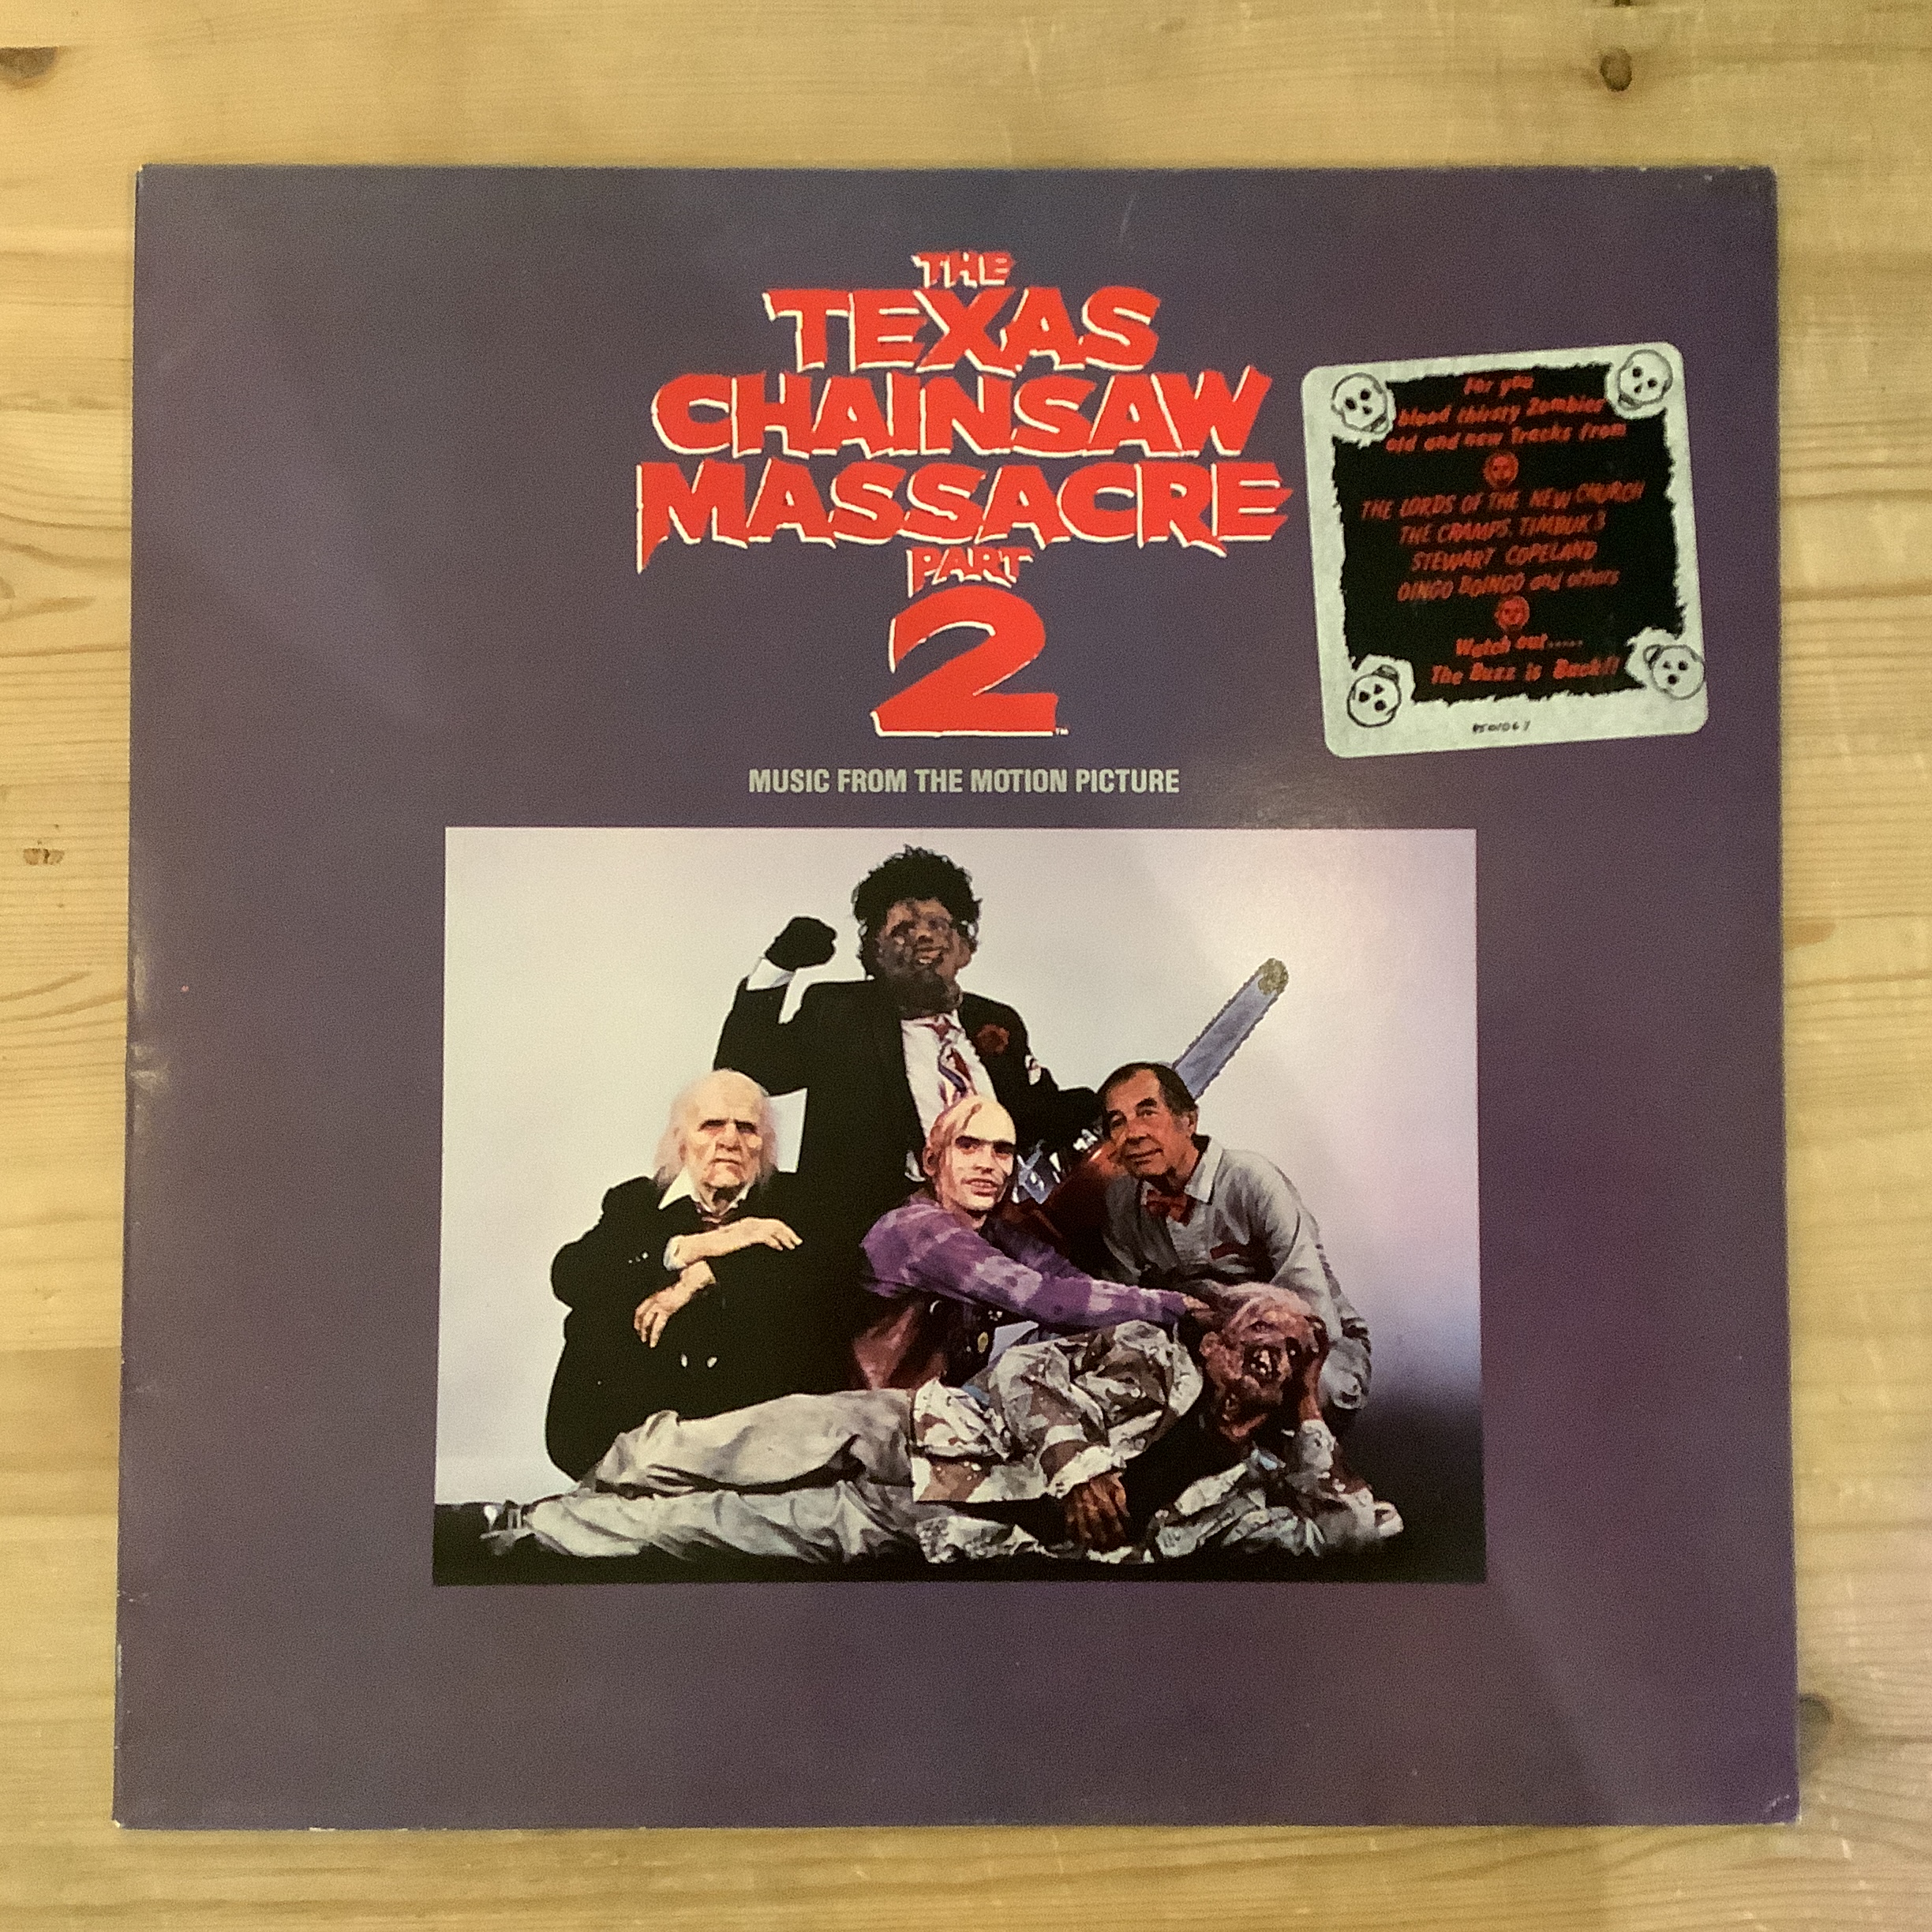 THE
TEXAS
CHAINSAW
MASSACRE
PART
2
TM
MUSIC FROM THE MOTION PICTURE
For you
blood thirsty Zombies
old and new Tracks from
THE LORDS OF THE NEW CHURCH
THE CRAMPS, TIMBUK 3
STEWART COPELAND
OINGO BOINGO and others
Watch out.....
The Buzz is Back!!